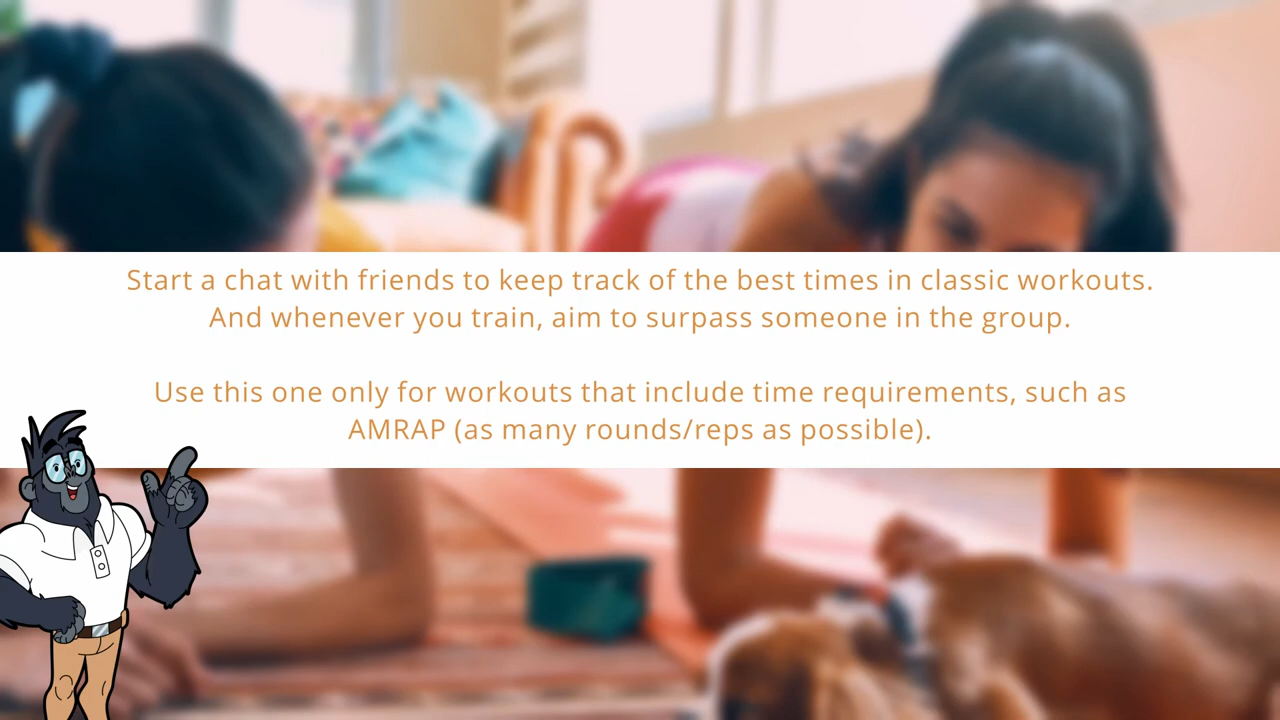 Start a chat with friends to keep track of the best times in classic workouts.
And whenever you train, aim to surpass someone in the group.
Use this one only for workouts that include time requirements, such as
AMRAP (as many rounds/reps as possible).